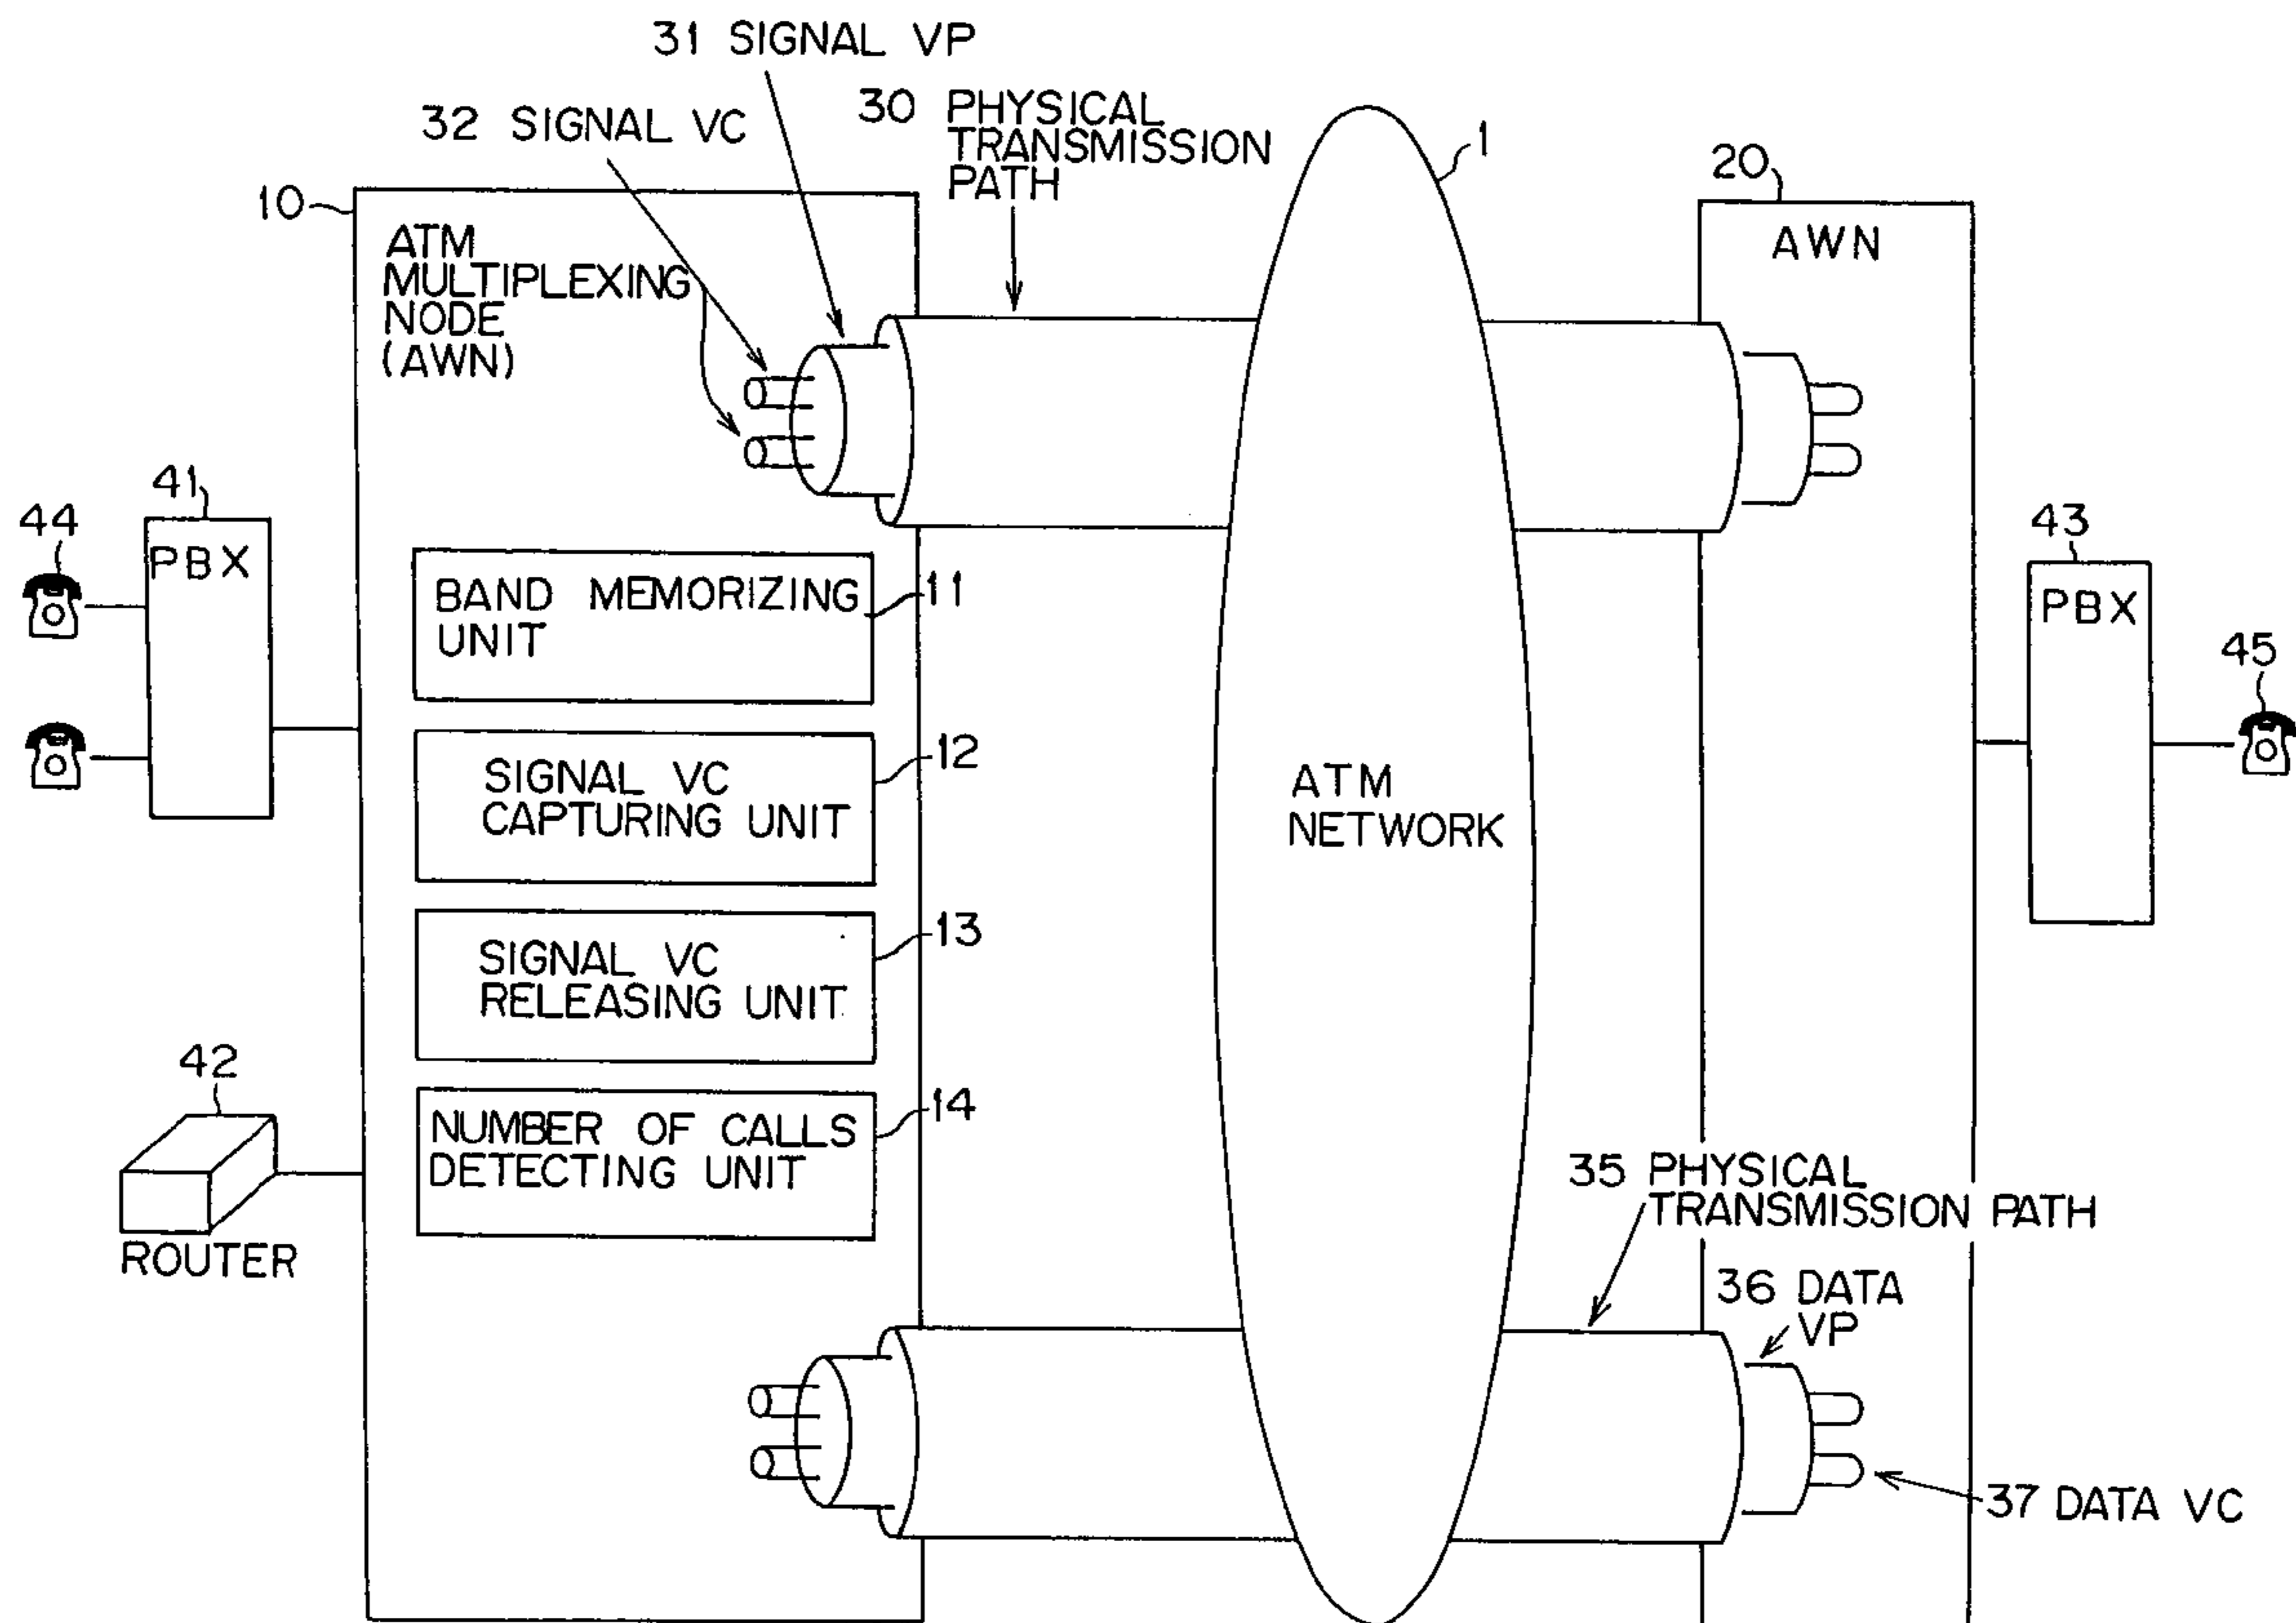 31 SIGNAL VP
32 SIGNAL VC
30 PHYSICAL
TRANSMISSION
PATH
1
20
10
ATM
MULTIPLEXING
NODE
(AWN)
AWN
41
44
PBX
43
PBX
45
BAND MEMORIZING
UNIT
11
SIGNAL VC
CAPTURING UNIT
12
ATM
NETWORK
SIGNAL VC
RELEASING UNIT
13
42
ROUTER
NUMBER OF CALLS
DETECTING UNIT
14
35 PHYSICAL
TRANSMISSION PATH
36 DATA
VP
37 DATA VC